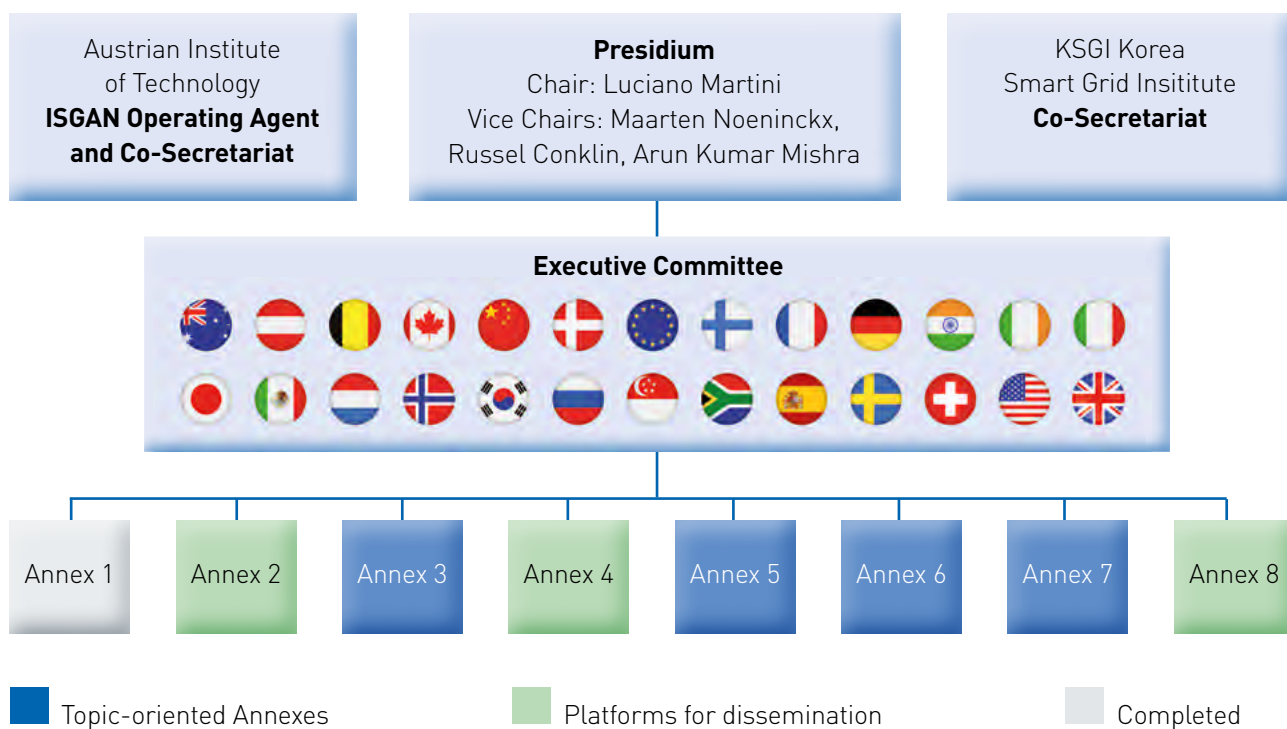 Austrian Institute
of Technology
ISGAN Operating Agent
and Co-Secretariat
Presidium
Chair: Luciano Martini
Vice Chairs: Maarten Noeninckx,
Russel Conklin, Arun Kumar Mishra
KSGI Korea
Smart Grid Insititute
Co-Secretariat
Executive Committee
Annex 1
Annex 2
Annex 3
Annex 4
Annex 5
Annex 6
Annex 7
Annex 8
Topic-oriented Annexes
Platforms for dissemination
Completed